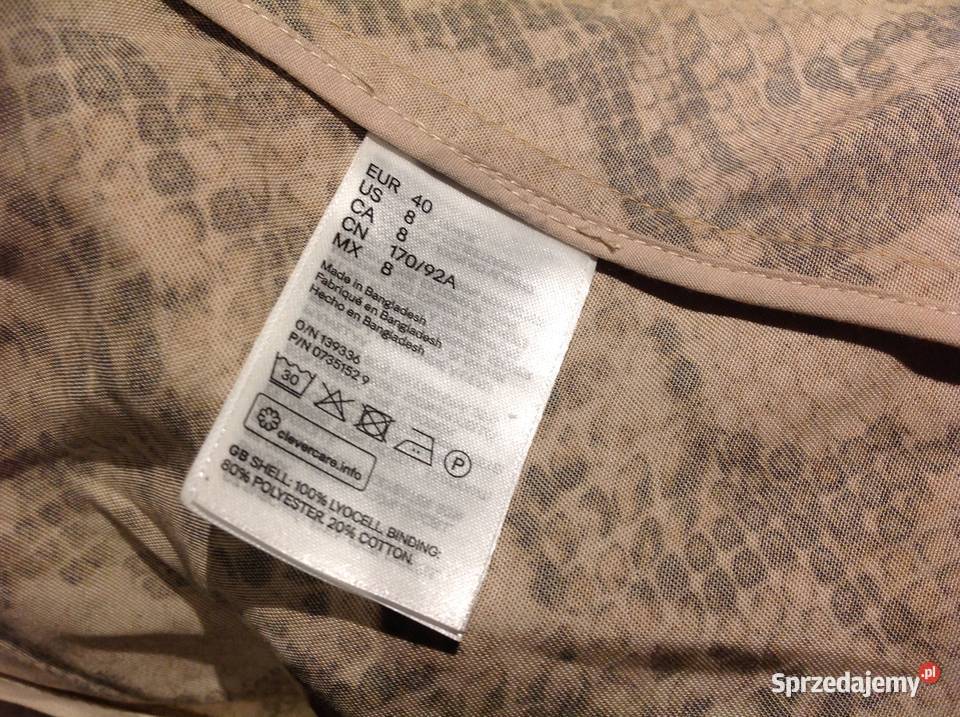 EUR 40
US 8
CA 8
CN 170/92A
MX 8
Made in Bangladesh
Fabriqué en Bangladesh
Hecho en Bangladesh
O/N 139336
P/N 0735152 9
30
P
clevercare.info
GB SHELL: 100% LYOCELL. BINDING:
80% POLYESTER. 20% COTTON.
Sprzedajemy.pl